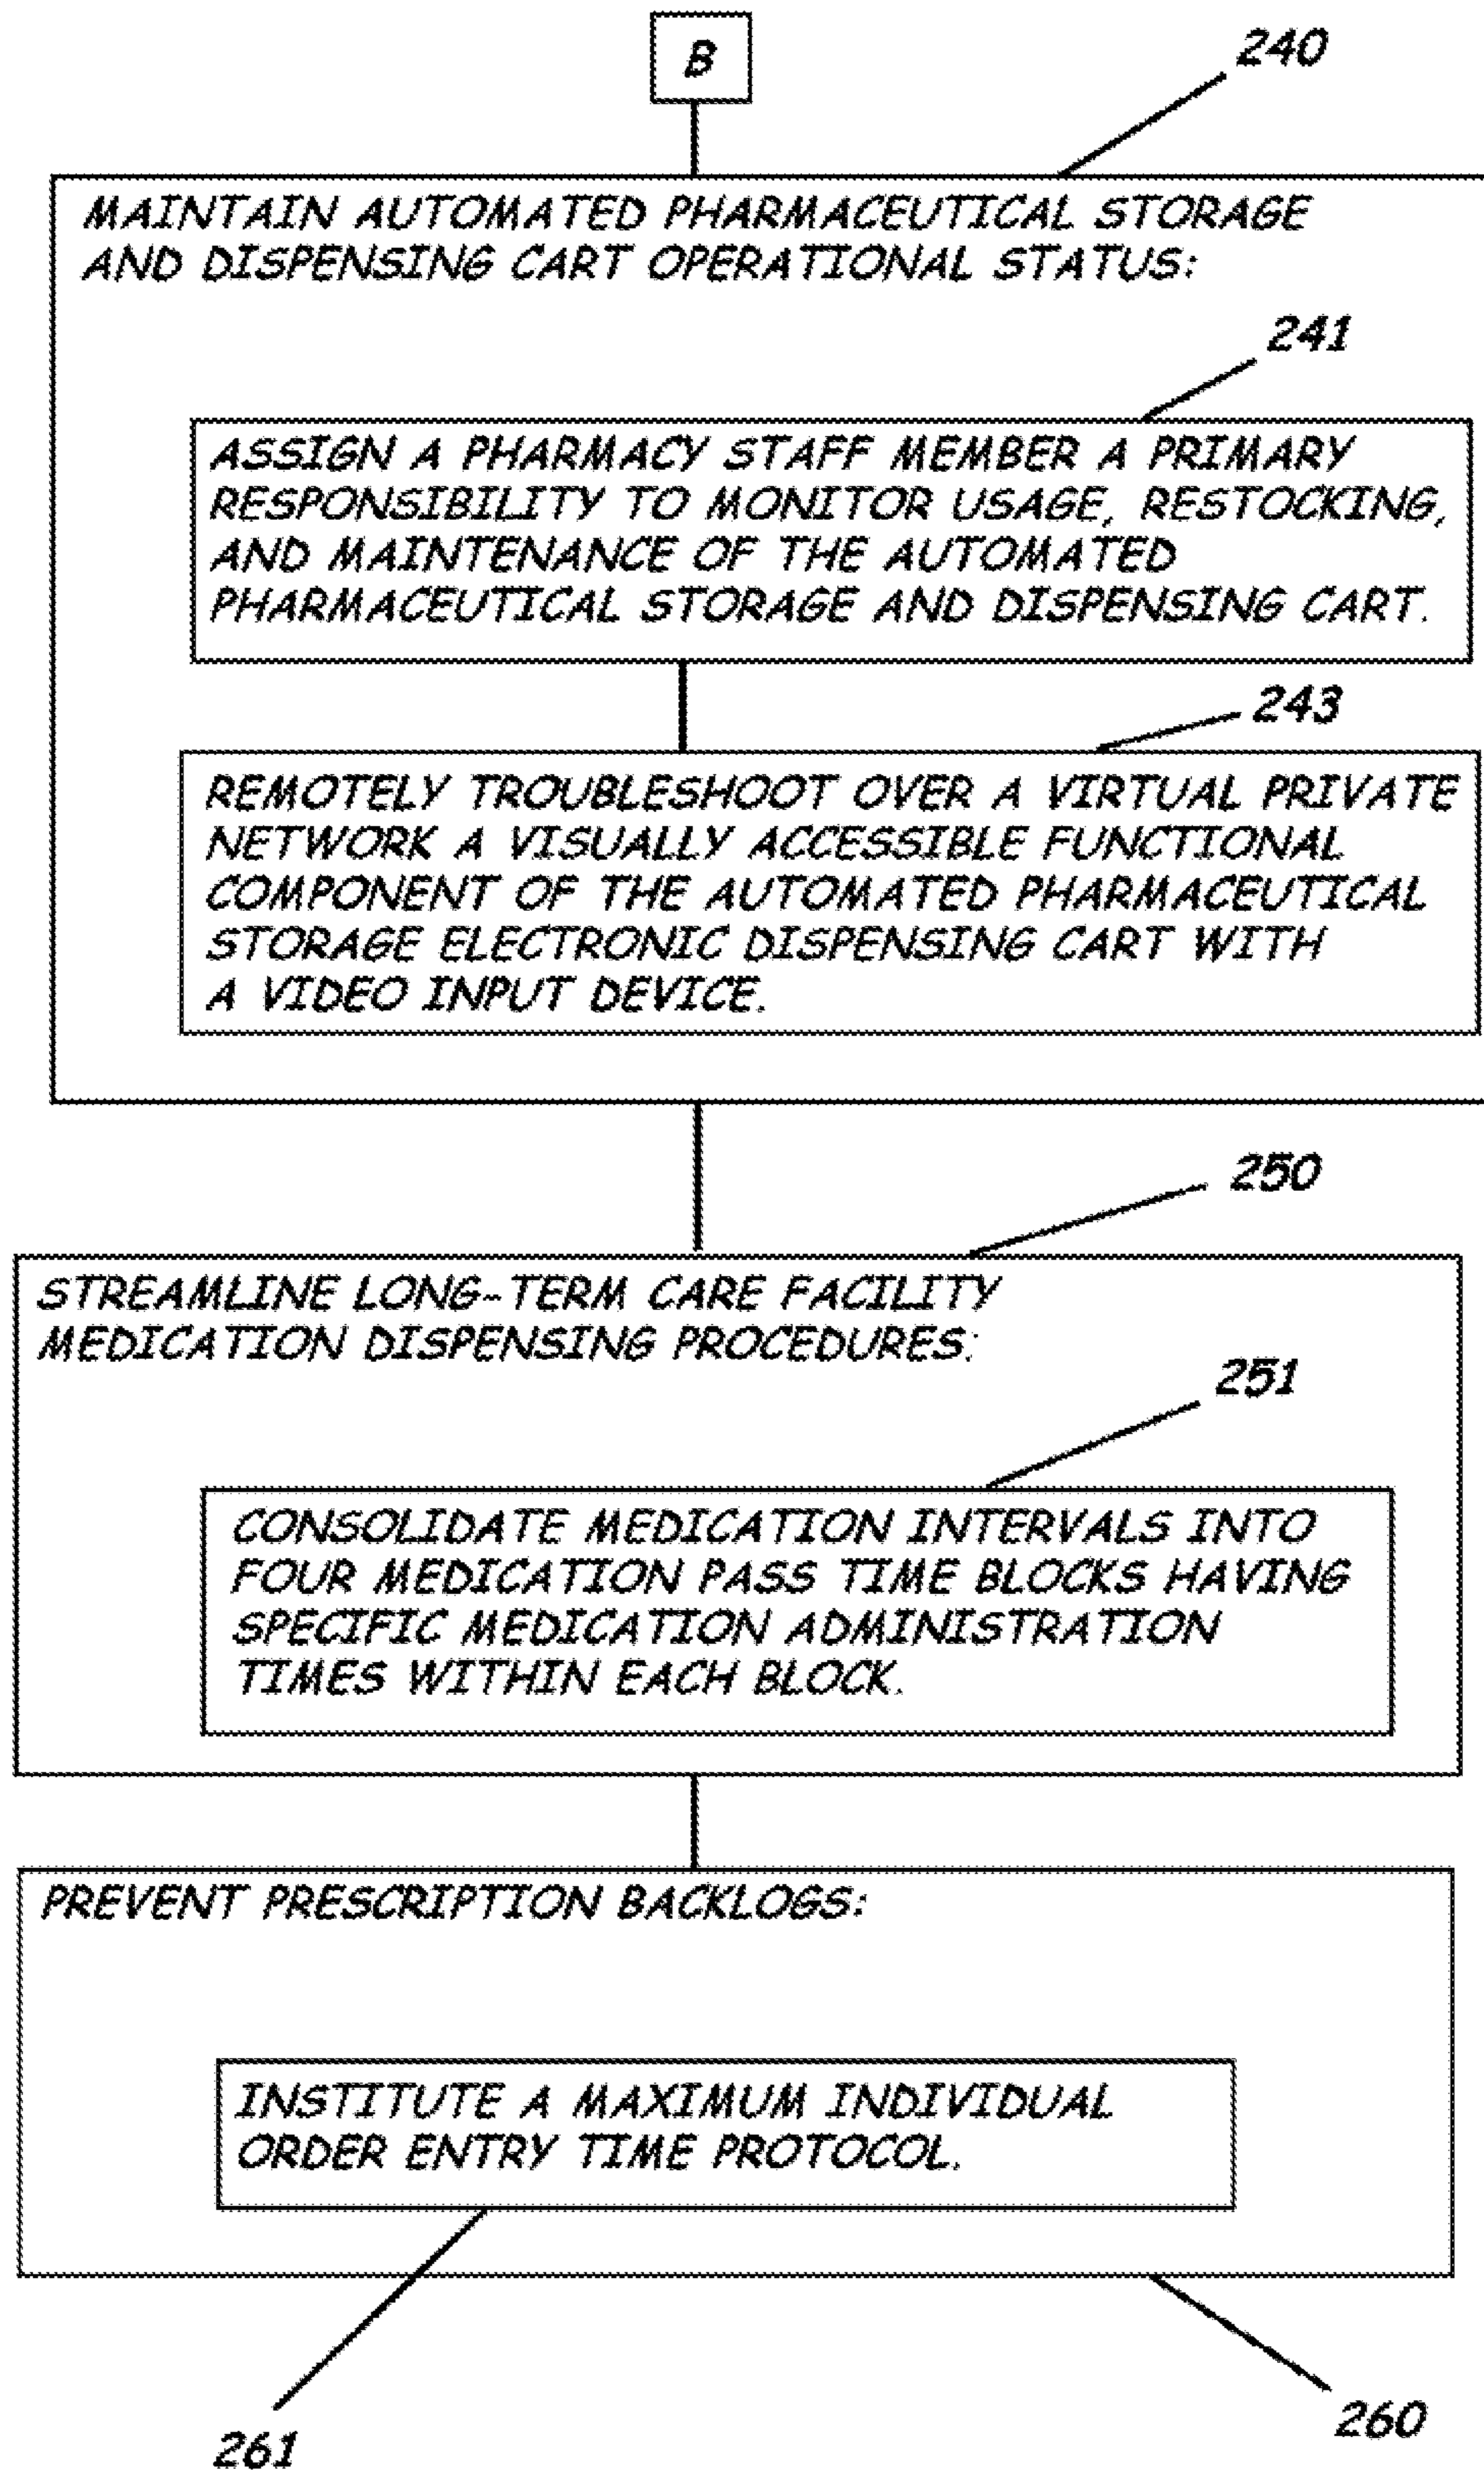 B
240
MAINTAIN AUTOMATED PHARMACEUTICAL STORAGE
AND DISPENSING CART OPERATIONAL STATUS:
241
ASSIGN A PHARMACY STAFF MEMBER A PRIMARY
RESPONSIBILITY TO MONITOR USAGE, RESTOCKING,
AND MAINTENANCE OF THE AUTOMATED
PHARMACEUTICAL STORAGE AND DISPENSING CART.
243
REMOTELY TROUBLESHOOT OVER A VIRTUAL PRIVATE
NETWORK A VISUALLY ACCESSIBLE FUNCTIONAL
COMPONENT OF THE AUTOMATED PHARMACEUTICAL
STORAGE ELECTRONIC DISPENSING CART WITH
A VIDEO INPUT DEVICE.
250
STREAMLINE LONG-TERM CARE FACILITY
MEDICATION DISPENSING PROCEDURES:
251
CONSOLIDATE MEDICATION INTERVALS INTO
FOUR MEDICATION PASS TIME BLOCKS HAVING
SPECIFIC MEDICATION ADMINISTRATION
TIMES WITHIN EACH BLOCK.
PREVENT PRESCRIPTION BACKLOGS:
INSTITUTE A MAXIMUM INDIVIDUAL
ORDER ENTRY TIME PROTOCOL.
261
260